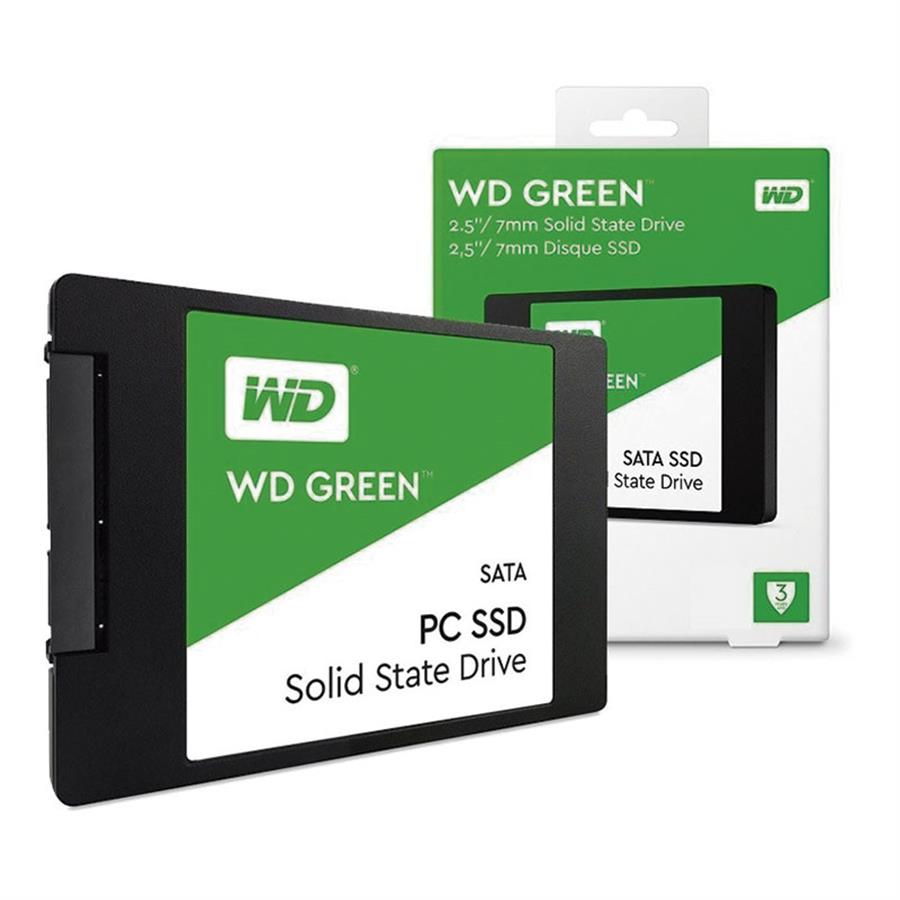 WD GREEN™
WD®
2.5"/ 7mm Solid State Drive
2,5"/ 7mm Disque SSD
EEN™
SATA SSD
State Drive
3
WD®
WD GREEN™
SATA
PC SSD
Solid State Drive